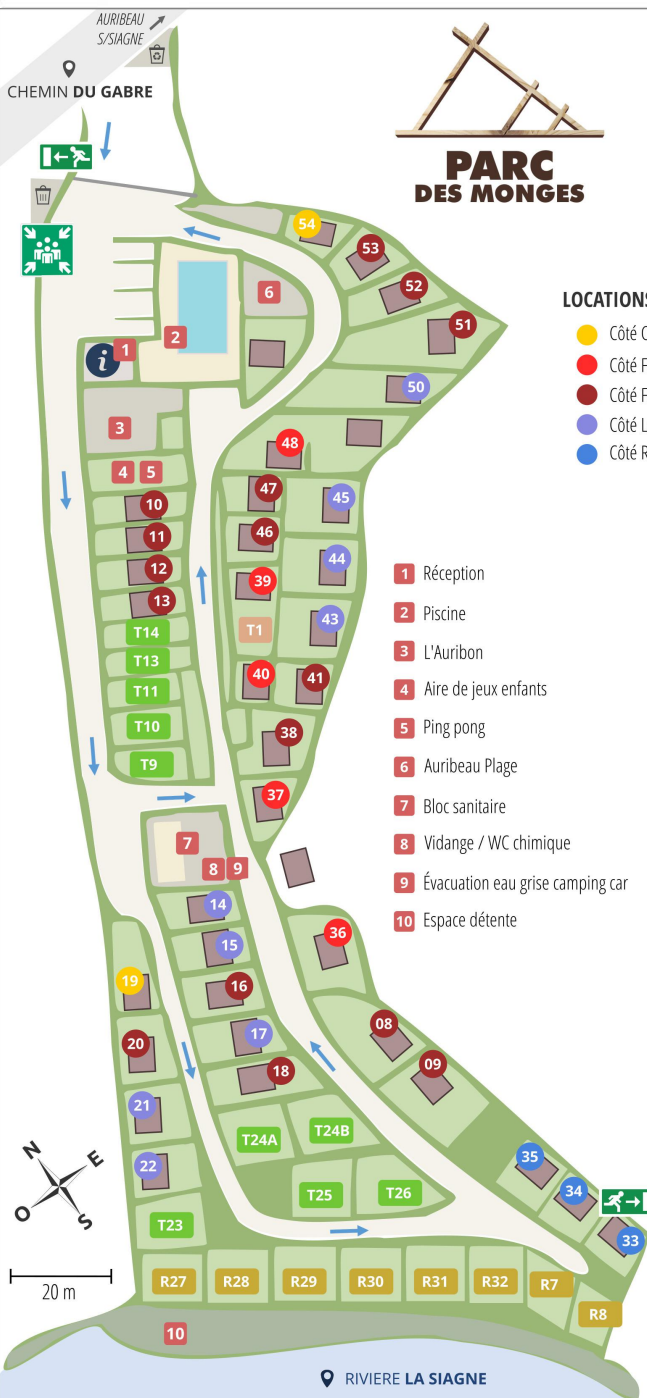 AURIBEAU
S/SIAGNE
CHEMIN DU GABRE
PARC
DES MONGES
54
53
52
51
50
6
2
i 1
3
4 5
48
47
45
46
44
39
T1
43
40
41
38
37
10
11
12
13
T14
T13
T11
T10
T9
LOCATIONS
Côté
Côté
Côté
Côté L
Côté R
1 Réception
2 Piscine
3 L'Auribon
4 Aire de jeux enfants
5 Ping pong
6 Auribeau Plage
7 Bloc sanitaire
8 Vidange / WC chimique
9 Évacuation eau grise camping car
10 Espace détente
7
8 9
14
15
16
17
18
36
08
09
19
20
21
22
T23
T24A
T24B
T25
T26
35
34
33
N
E
O
S
20 m
R27
R28
R29
R30
R31
R32
R7
R8
10
RIVIERE LA SIAGNE